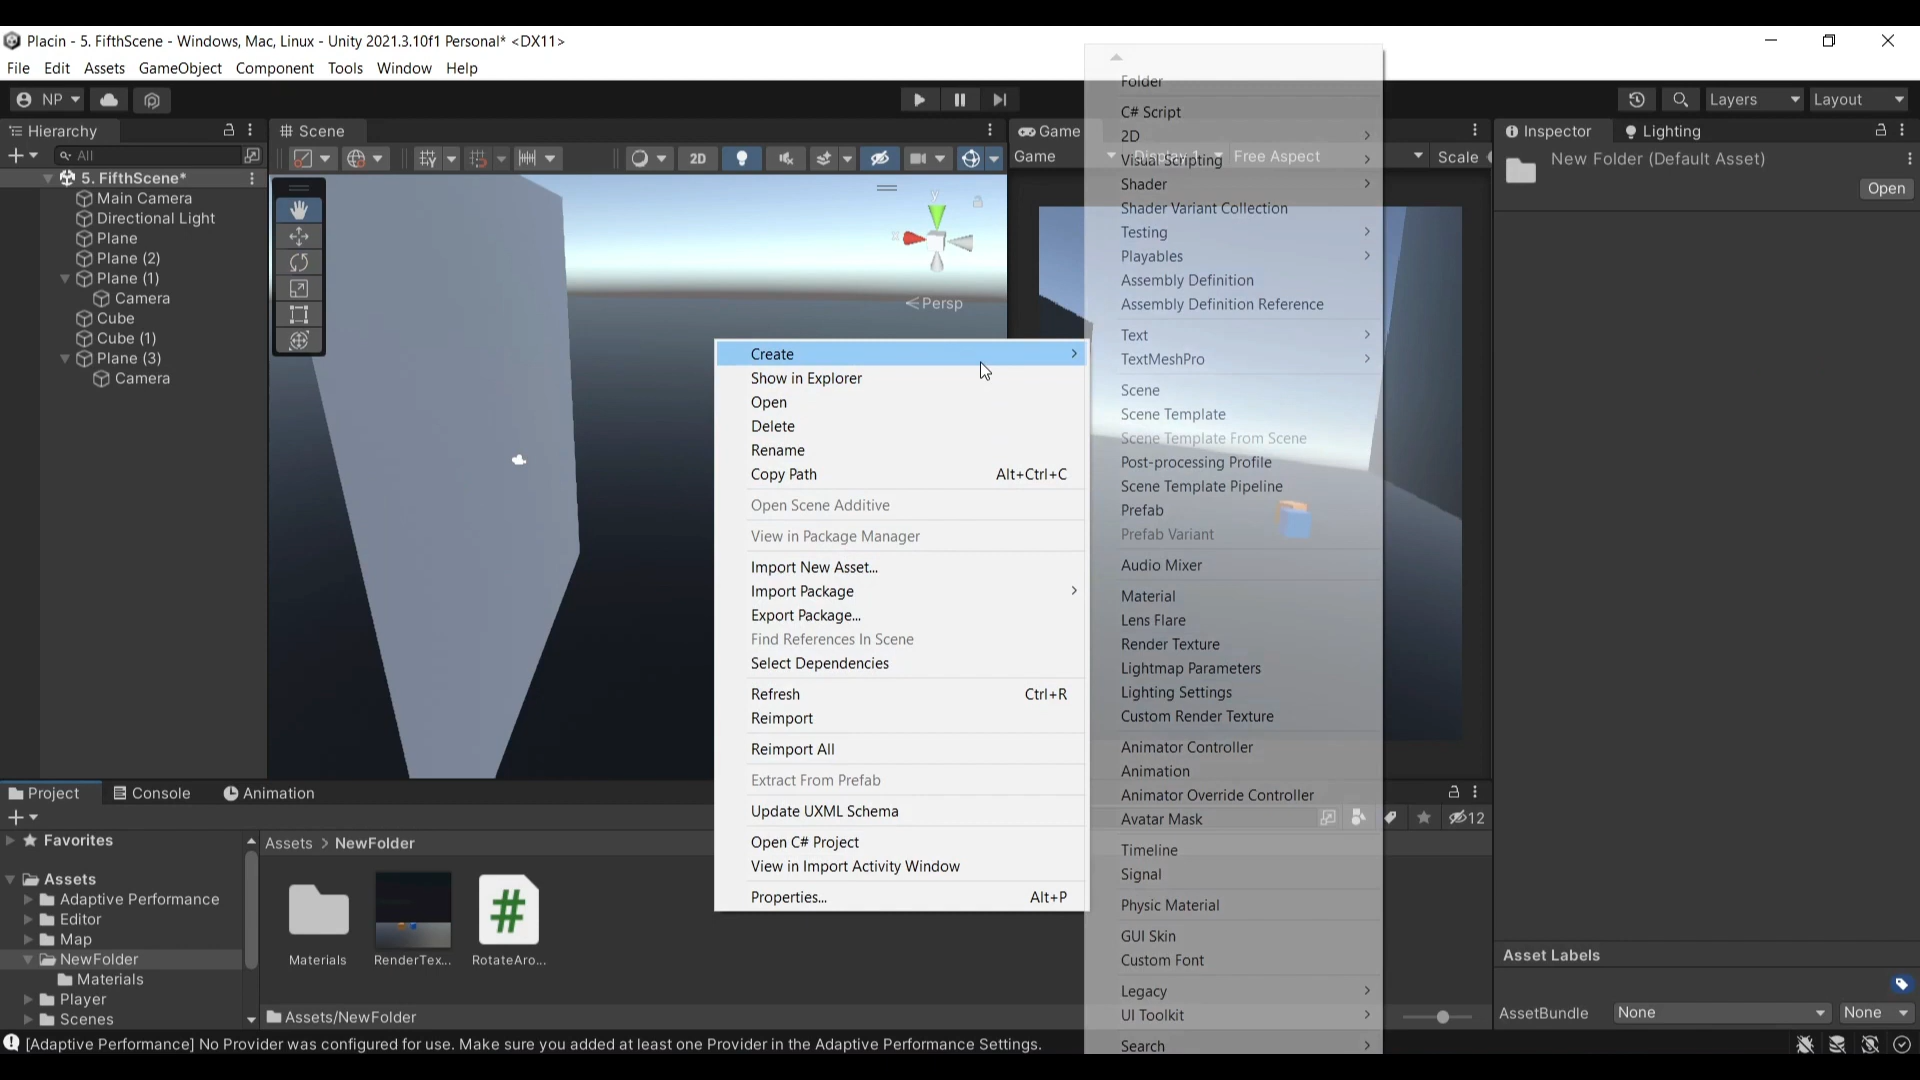 Placin - 5. FifthScene - Windows, Mac, Linux - Unity 2021.3.10f1 Personal* <DX11>
File Edit Assets GameObject Component Tools Window Help
NP
Layers
Layout
Hierarchy
All
5. FifthScene*
Main Camera
Directional Light
Plane
Plane (2)
Plane (1)
Camera
Cube
Cube (1)
Plane (3)
Camera
Scene
2D
y
x
Persp
Game
Game
Display 1
Free Aspect
Scale
Inspector
Lighting
New Folder (Default Asset)
Open
Create
Show in Explorer
Open
Delete
Rename
Copy Path Alt+Ctrl+C
Open Scene Additive
View in Package Manager
Import New Asset...
Import Package
Export Package...
Find References In Scene
Select Dependencies
Refresh Ctrl+R
Reimport
Reimport All
Extract From Prefab
Update UXML Schema
Open C# Project
View in Import Activity Window
Properties... Alt+P
Folder
C# Script
2D
Visual Scripting
Shader
Shader Variant Collection
Testing
Playables
Assembly Definition
Assembly Definition Reference
Text
TextMeshPro
Scene
Scene Template
Scene Template From Scene
Post-processing Profile
Scene Template Pipeline
Prefab
Prefab Variant
Audio Mixer
Material
Lens Flare
Render Texture
Lightmap Parameters
Lighting Settings
Custom Render Texture
Animator Controller
Animation
Animator Override Controller
Avatar Mask
Timeline
Signal
Physic Material
GUI Skin
Custom Font
Legacy
UI Toolkit
Search
Project
Console
Animation
12
Favorites
Assets
Adaptive Performance
Editor
Map
NewFolder
Materials
Player
Scenes
Assets > NewFolder
Materials
RenderTex...
#
RotateAro...
Assets/NewFolder
Asset Labels
AssetBundle None None
[Adaptive Performance] No Provider was configured for use. Make sure you added at least one Provider in the Adaptive Performance Settings.